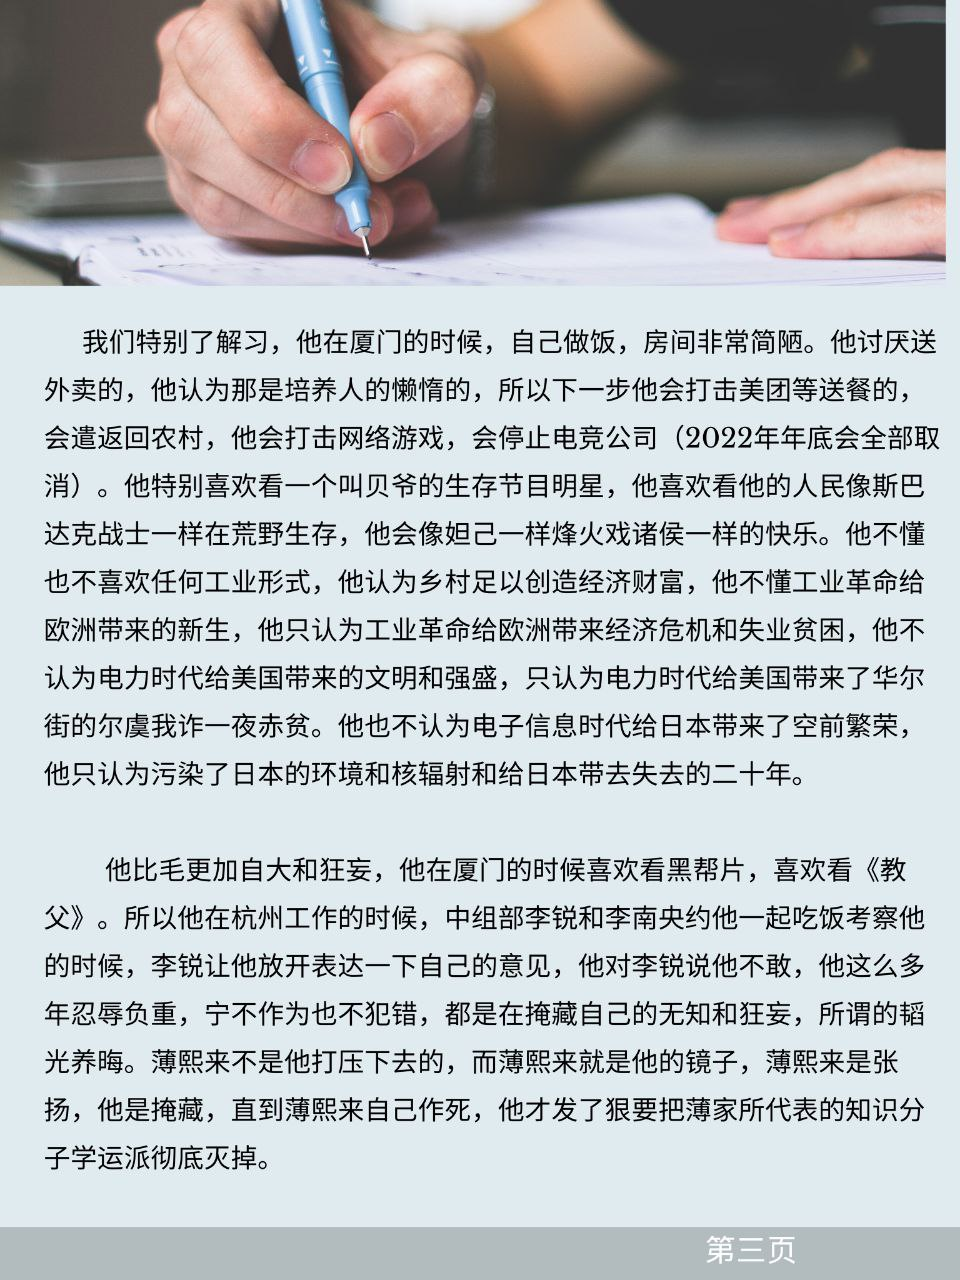 我们特别了解习，他在厦门的时候，自己做饭，房间非常简陋。他讨厌送
外卖的，他认为那是培养人的懒惰的，所以下一步他会打击美团等送餐的，
会遣返回农村，他会打击网络游戏，会停止电竞公司（2022年年底会全部取
消）。他特别喜欢看一个叫贝爷的生存节目明星，他喜欢看他的人民像斯巴
达克战士一样在荒野生存，他会像妲己一样烽火戏诸侯一样的快乐。他不懂
也不喜欢任何工业形式，他认为乡村足以创造经济财富，他不懂工业革命给
欧洲带来的新生，他只认为工业革命给欧洲带来经济危机和失业贫困，他不
认为电力时代给美国带来的文明和强盛，只认为电力时代给美国带来了华尔
街的尔虞我诈一夜赤贫。他也不认为电子信息时代给日本带来了空前繁荣，
他只认为污染了日本的环境和核辐射和给日本带去失去的二十年。
他比毛更加自大和狂妄，他在厦门的时候喜欢看黑帮片，喜欢看《教
父》。所以他在杭州工作的时候，中组部李锐和李南央约他一起吃饭考察他
的时候，李锐让他放开表达一下自己的意见，他对李锐说他不敢，他这么多
年忍辱负重，宁不作为也不犯错，都是在掩藏自己的无知和狂妄，所谓的韬
光养晦。薄熙来不是他打压下去的，而薄熙来就是他的镜子，薄熙来是张
扬，他是掩藏，直到薄熙来自己作死，他才发了狠要把薄家所代表的知识分
子学运派彻底灭掉。
第三页